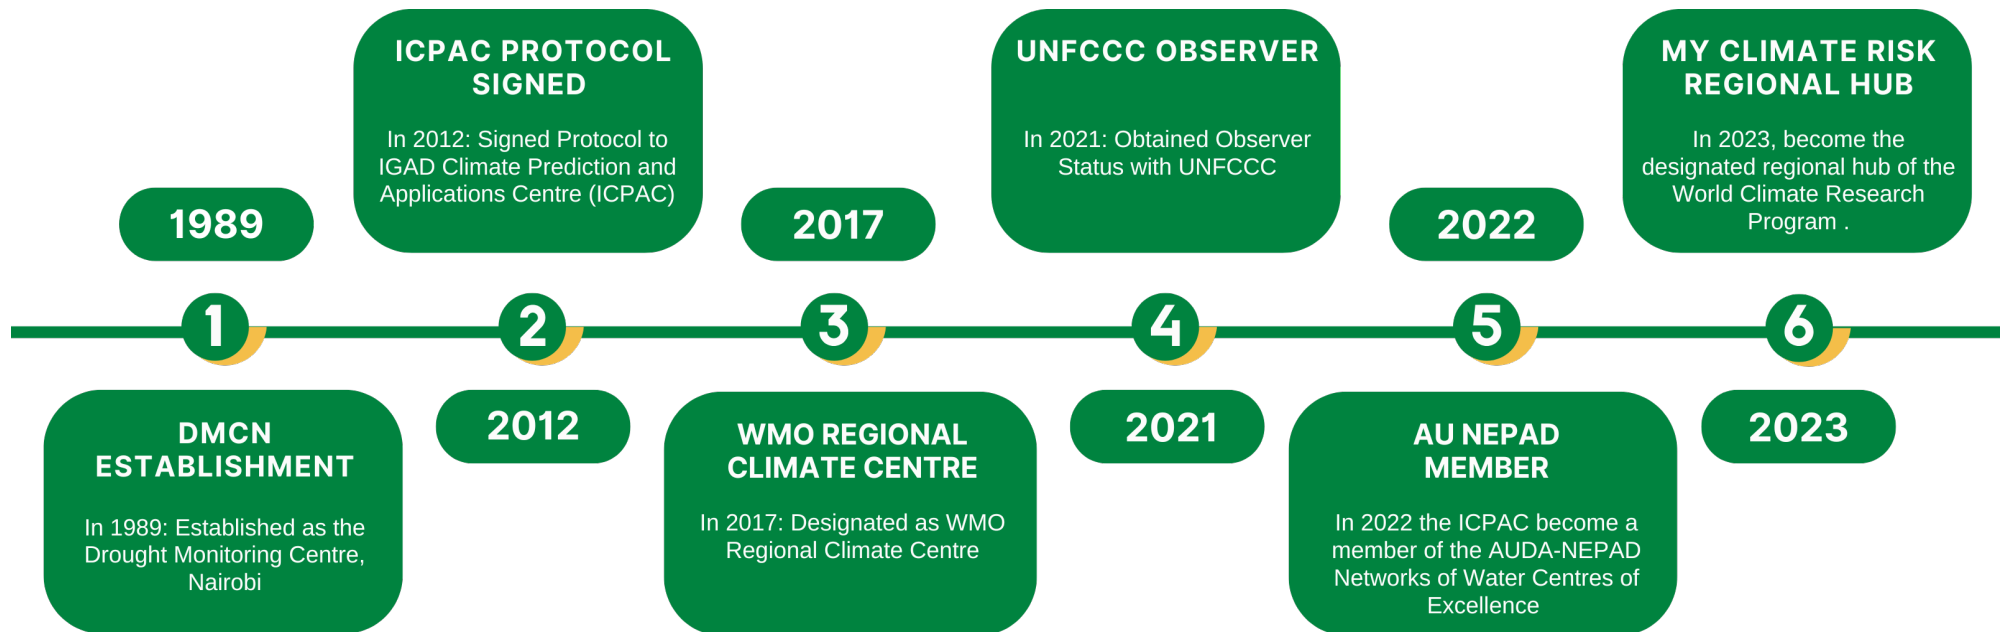 1989
1
DMCN
ESTABLISHMENT
In 1989: Established as the
Drought Monitoring Centre,
Nairobi
ICPAC PROTOCOL
SIGNED
In 2012: Signed Protocol to
IGAD Climate Prediction and
Applications Centre (ICPAC)
2
2012
2017
3
WMO REGIONAL
CLIMATE CENTRE
In 2017: Designated as WMO
Regional Climate Centre
UNFCCC OBSERVER
In 2021: Obtained Observer
Status with UNFCCC
4
2021
2022
5
AU NEPAD
MEMBER
In 2022 the ICPAC become a
member of the AUDA-NEPAD
Networks of Water Centres of
Excellence
MY CLIMATE RISK
REGIONAL HUB
In 2023, become the
designated regional hub of the
World Climate Research
Program .
6
2023